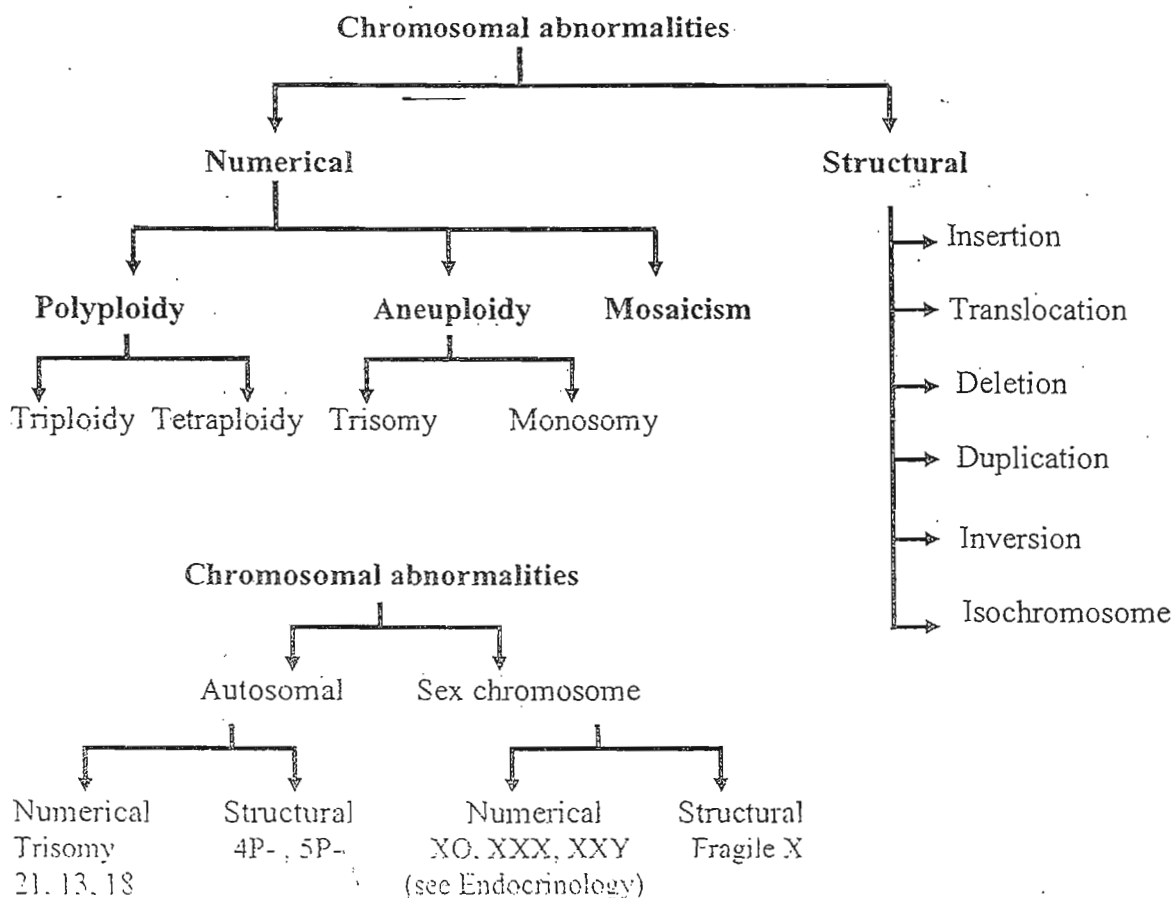 Chromosomal abnormalities
Numerical
Structural
Polyploidy
Aneuploidy
Mosaicism
Triploidy
Tetraploidy
Trisomy
Monosomy
Insertion
Translocation
Deletion
Duplication
Inversion
Isochromosome
Chromosomal abnormalities
Autosomal
Sex chromosome
Numerical
Trisomy
21, 13, 18
Structural
4P- , 5P-
Numerical
XO, XXX, XXY
(see Endocrinology)
Structural
Fragile X